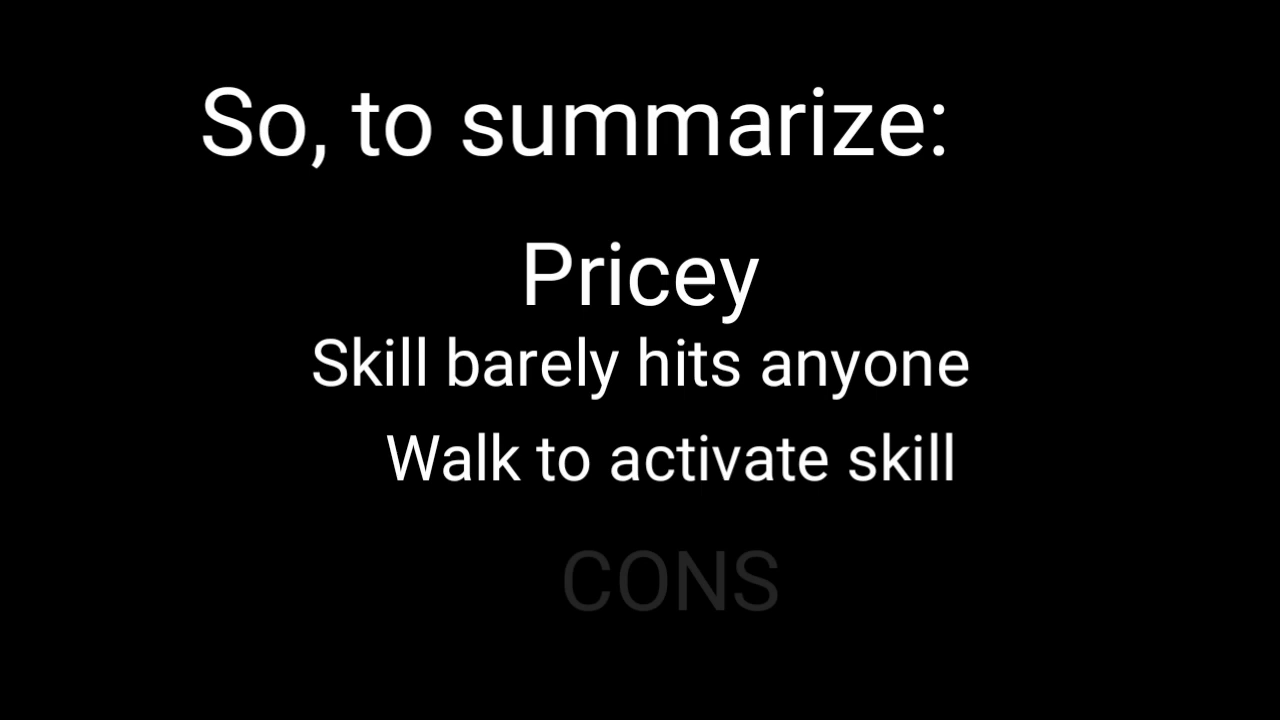 So, to summarize:
Pricey
Skill barely hits anyone
Walk to activate skill
CONS